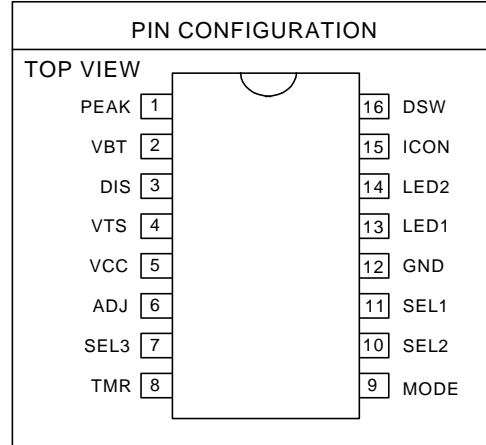 PIN CONFIGURATION
TOP VIEW
PEAK 1 16 DSW
VBT 2 15 ICON
DIS 3 14 LED2
VTS 4 13 LED1
VCC 5 12 GND
ADJ 6 11 SEL1
SEL3 7 10 SEL2
TMR 8 9 MODE